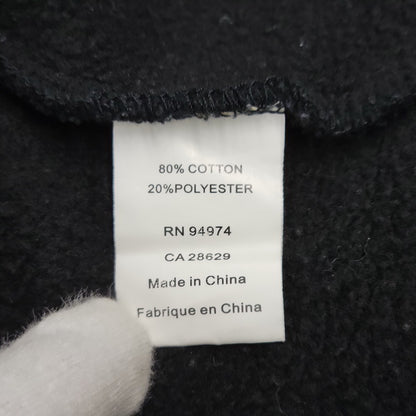 80% COTTON
20%POLYESTER
RN 94974
CA 28629
Made in China
Fabrique en China